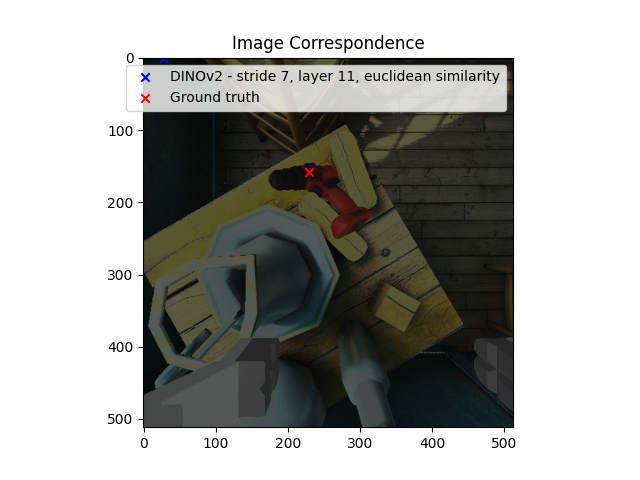 Image Correspondence
DINOv2 - stride 7, layer 11, euclidean similarity
Ground truth
0
100
200
300
400
500
0 100 200 300 400 500